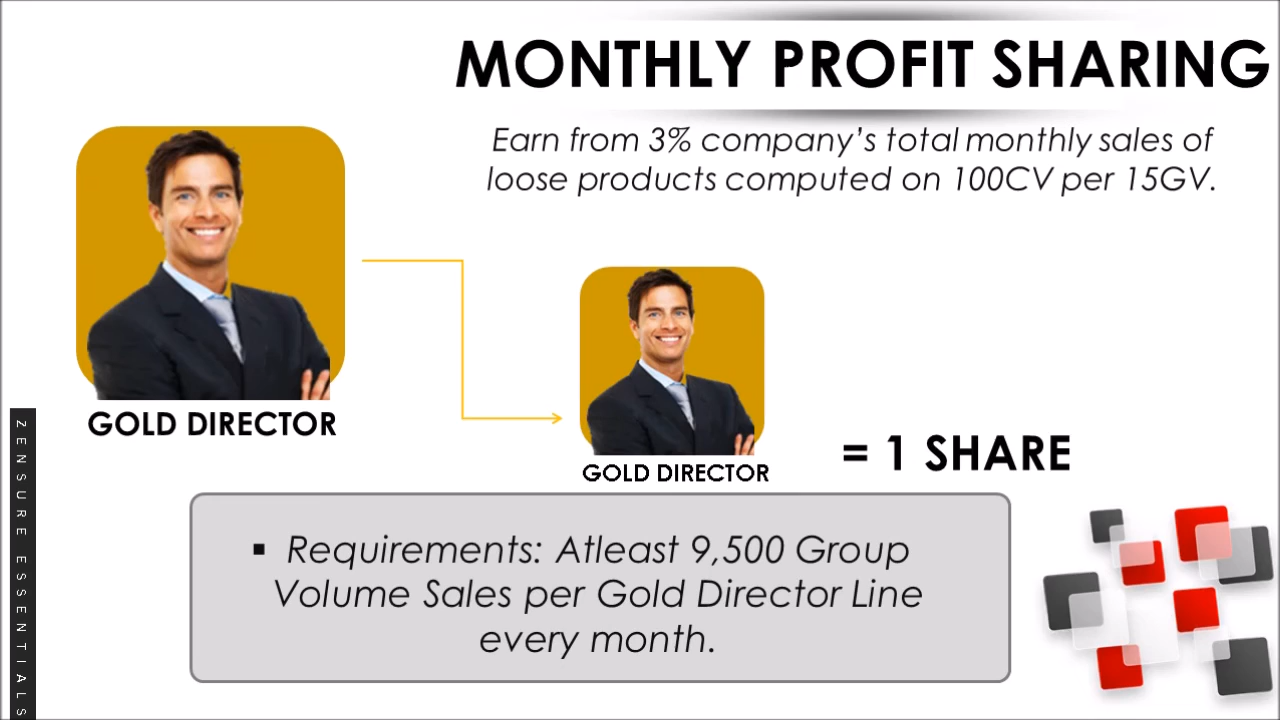 MONTHLY PROFIT SHARING
Earn from 3% company's total monthly sales of
loose products computed on 100CV per 15GV.
GOLD DIRECTOR
GOLD DIRECTOR
= 1 SHARE
▪ Requirements: Atleast 9,500 Group
Volume Sales per Gold Director Line
every month.
ZENSURE ESSENTIALS